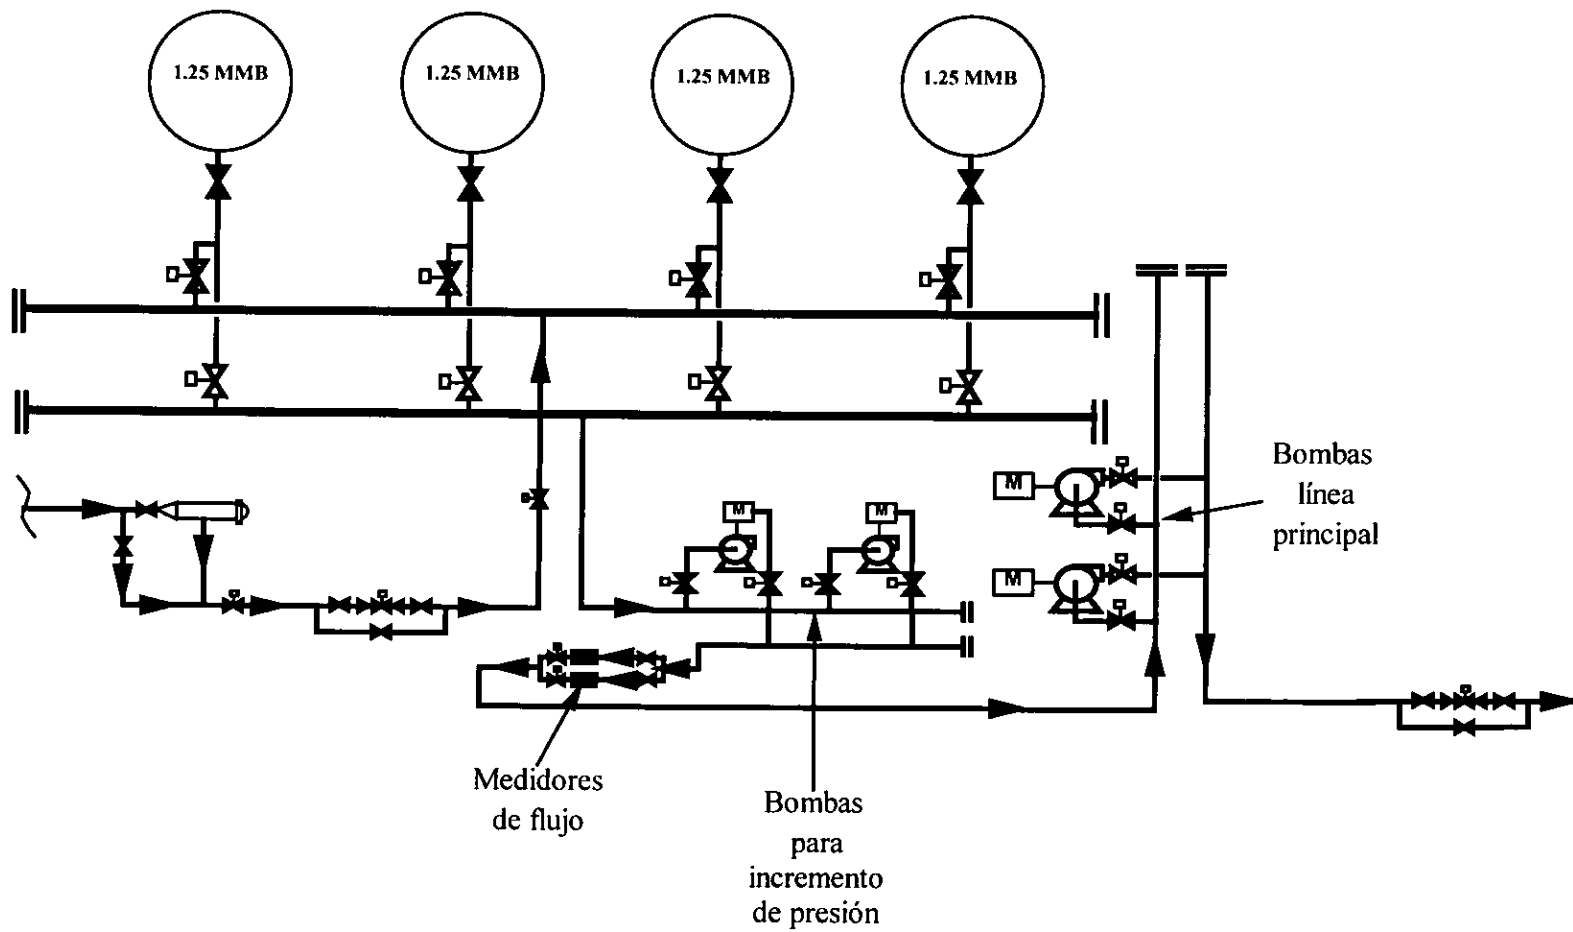 1.25 MMB
1.25 MMB
1.25 MMB
1.25 MMB
Bombas
línea
principal
M
M
M
M
Medidores
de flujo
Bombas
para
incremento
de presión